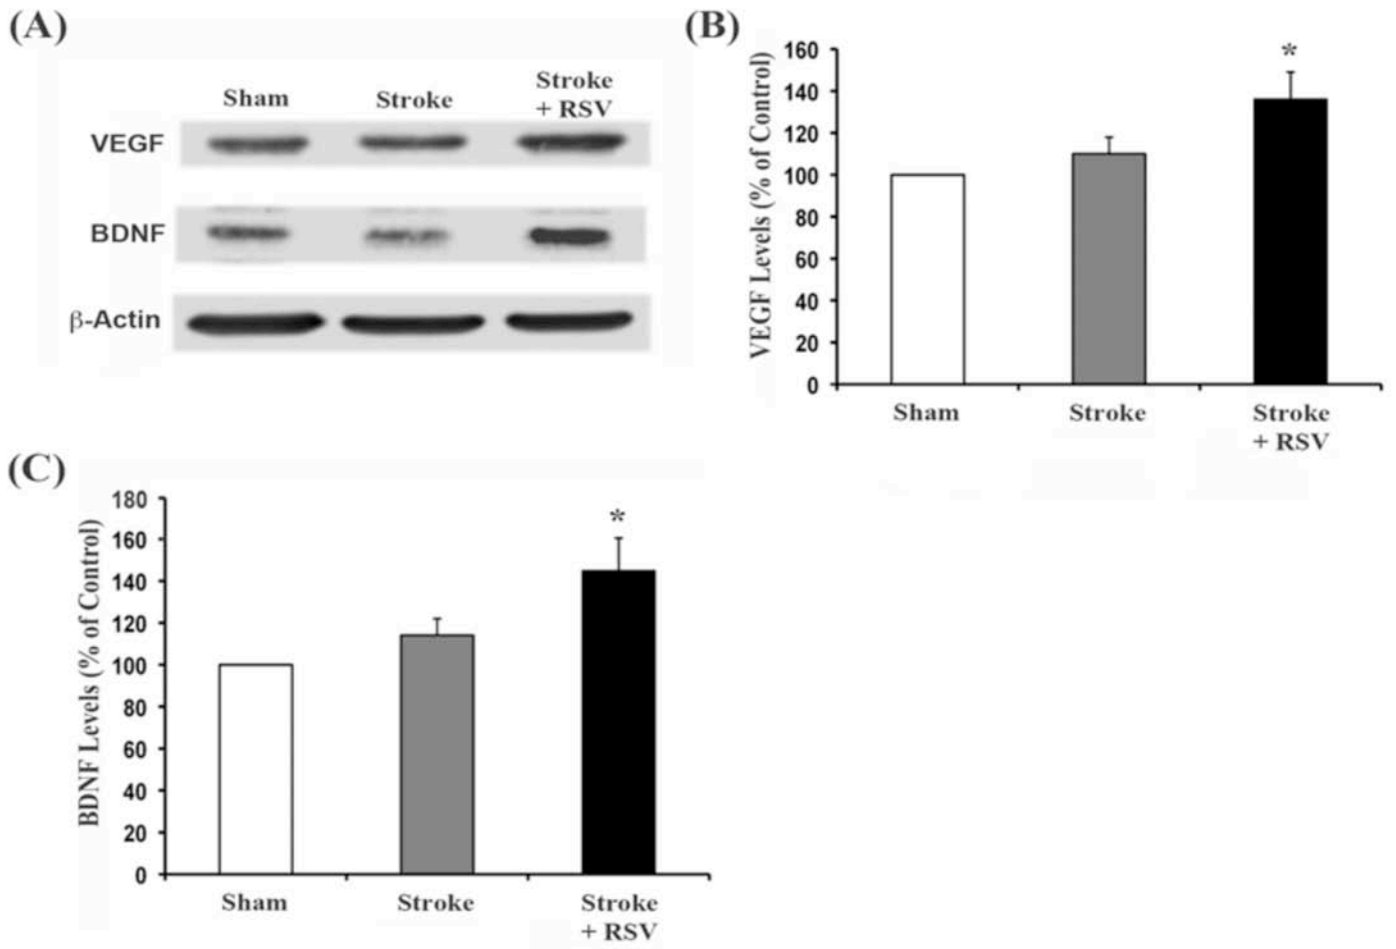 (A)
Sham
Stroke
Stroke
+ RSV
VEGF
BDNF
β-Actin
(B)
VEGF Levels (% of Control)
160
140
120
100
80
60
40
20
0
*
Sham
Stroke
Stroke
+ RSV
(C)
BDNF Levels (% of Control)
180
160
140
120
100
80
60
40
20
0
*
Sham
Stroke
Stroke
+ RSV